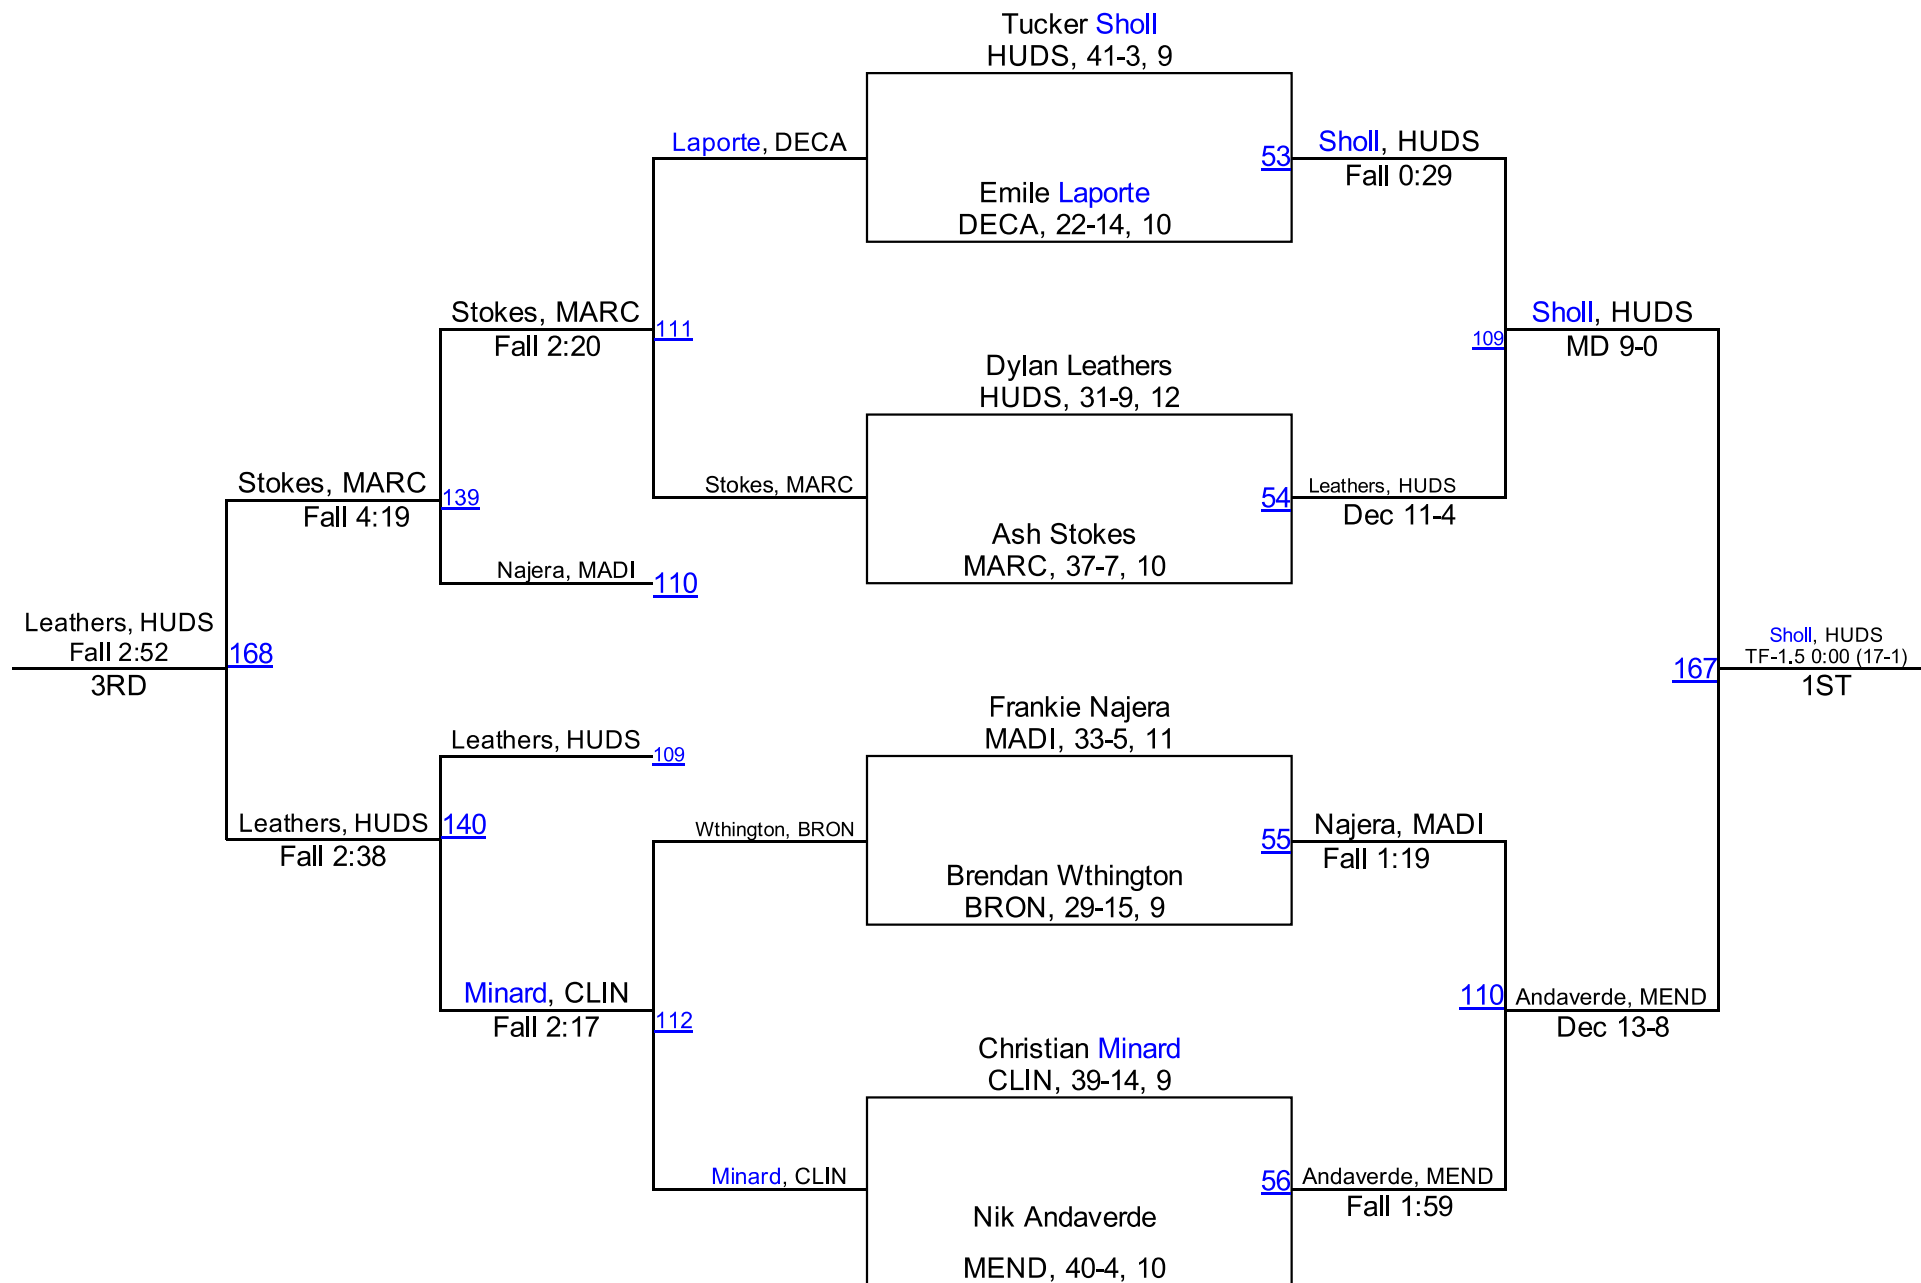 Tucker Sholl
HUDS, 41-3, 9
Laporte, DECA
53
Sholl, HUDS
Fall 0:29
Emile Laporte
DECA, 22-14, 10
Stokes, MARC
Fall 2:20
111
Sholl, HUDS
MD 9-0
109
Dylan Leathers
HUDS, 31-9, 12
Stokes, MARC
Fall 4:19
139
Stokes, MARC
54
Leathers, HUDS
Dec 11-4
Ash Stokes
MARC, 37-7, 10
Najera, MADI
110
Leathers, HUDS
Fall 2:52
3RD
168
167
Sholl, HUDS
TF-1.5 0:00 (17-1)
1ST
Frankie Najera
MADI, 33-5, 11
Leathers, HUDS
109
Leathers, HUDS
Fall 2:38
140
Wthington, BRON
55
Najera, MADI
Fall 1:19
Brendan Wthington
BRON, 29-15, 9
Minard, CLIN
Fall 2:17
112
110
Andaverde, MEND
Dec 13-8
Christian Minard
CLIN, 39-14, 9
Minard, CLIN
56
Andaverde, MEND
Fall 1:59
Nik Andaverde
MEND, 40-4, 10